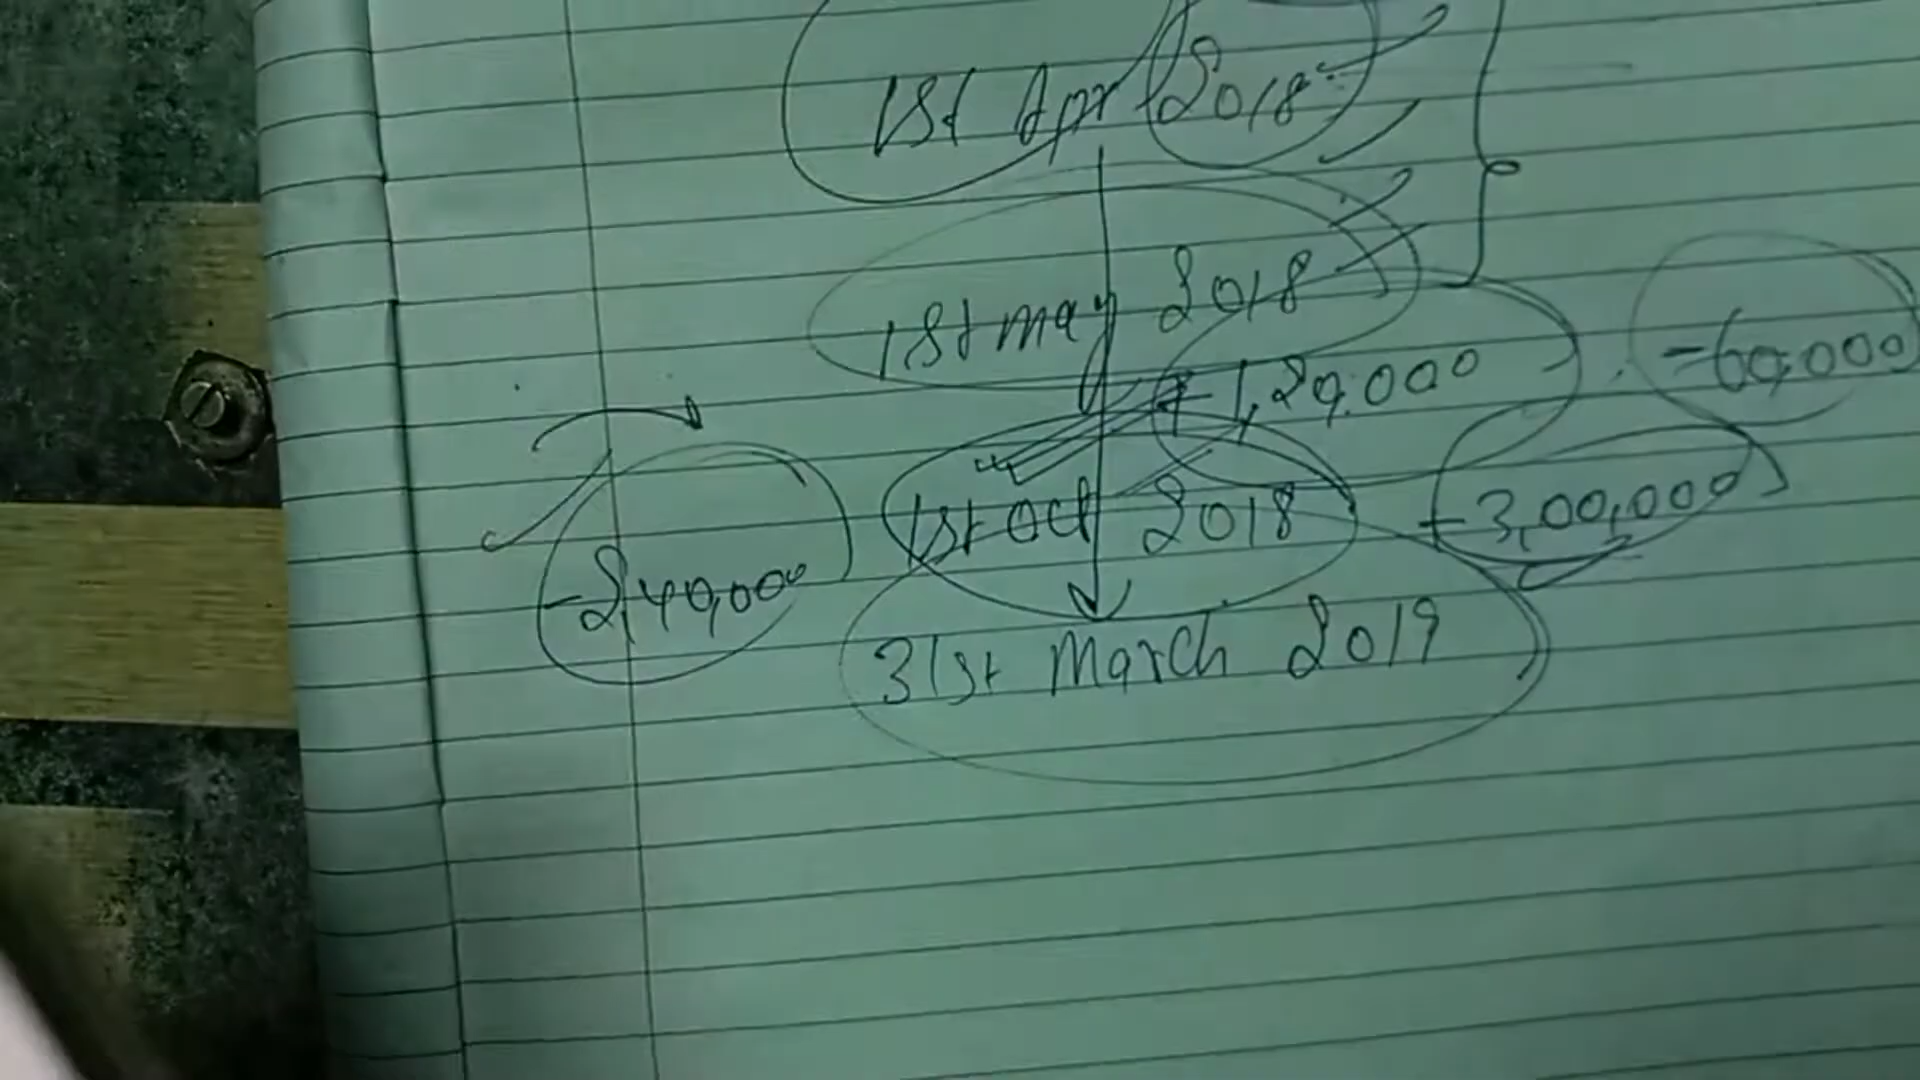 1st Apr 2018
1st may 2018
-1,20,000
-60,000
1st Oct 2018
-3,00,000
-2,40,000
31st March 2019